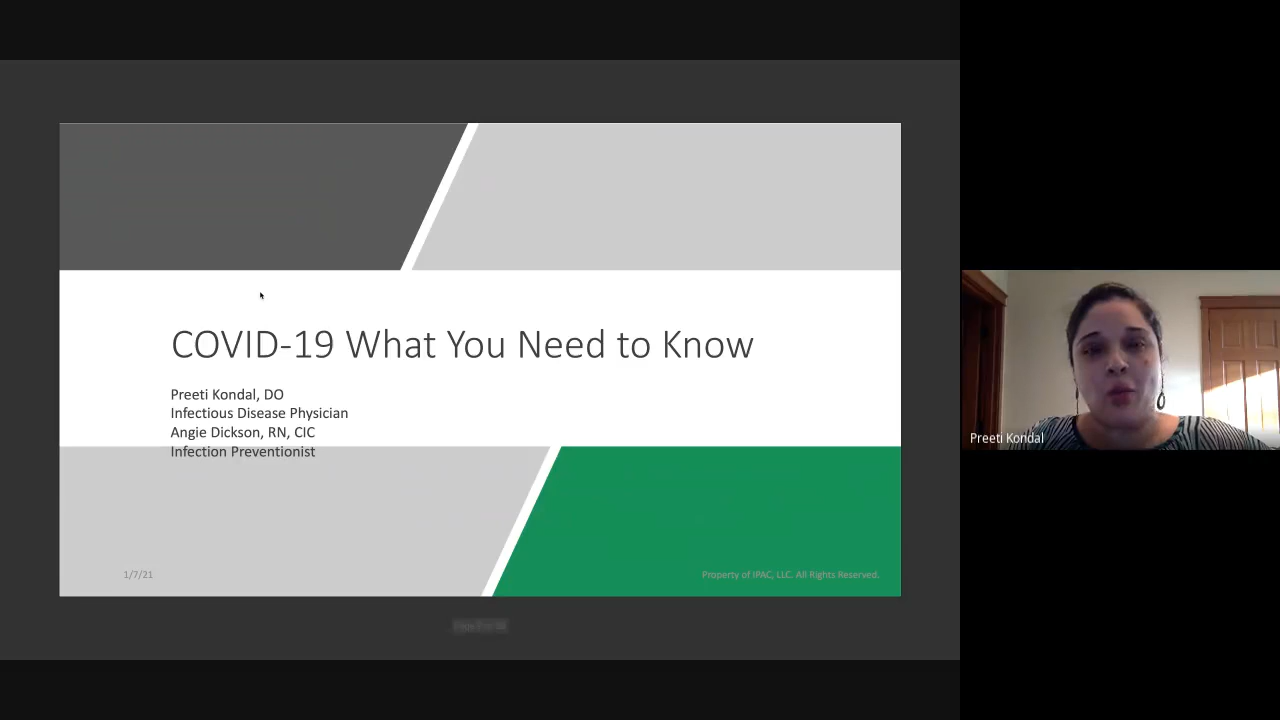 COVID-19 What You Need to Know
Preeti Kondal, DO
Infectious Disease Physician
Angie Dickson, RN, CIC
Infection Preventionist
1/7/21
Property of IPAC, LLC. All Rights Reserved.
Preeti Kondal